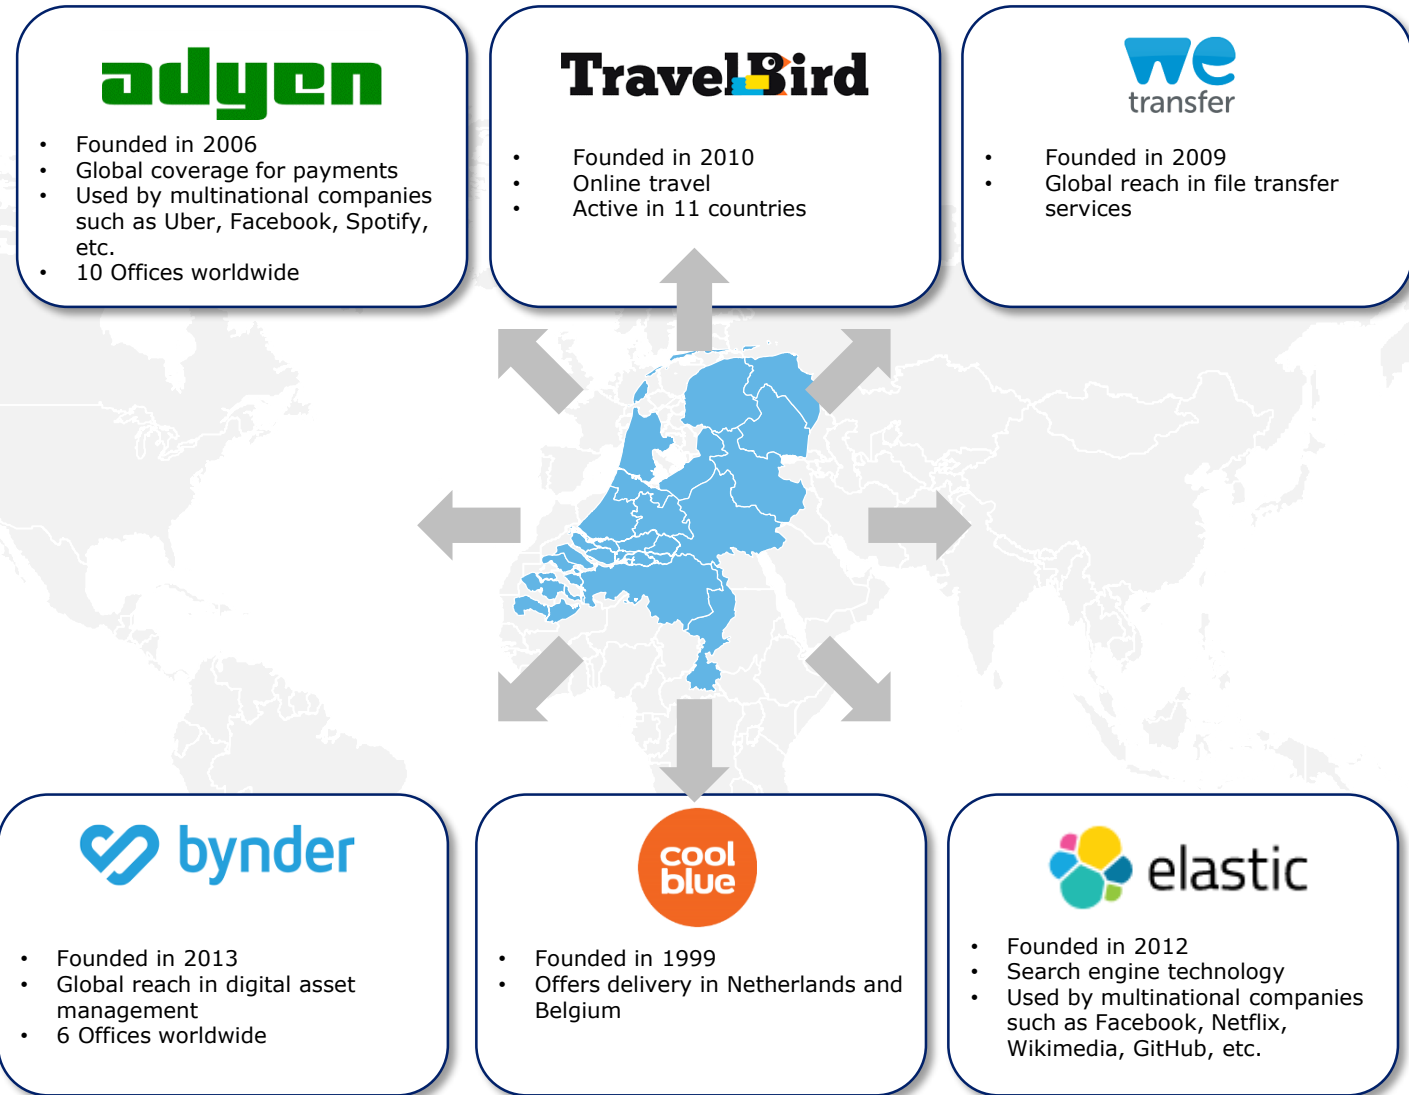 adyen
• Founded in 2006
• Global coverage for payments
• Used by multinational companies
such as Uber, Facebook, Spotify,
etc.
• 10 Offices worldwide
TravelBird
• Founded in 2010
• Online travel
• Active in 11 countries
we
transfer
• Founded in 2009
• Global reach in file transfer
services
bynder
• Founded in 2013
• Global reach in digital asset
management
• 6 Offices worldwide
cool
blue
• Founded in 1999
• Offers delivery in Netherlands and
Belgium
elastic
• Founded in 2012
• Search engine technology
• Used by multinational companies
such as Facebook, Netflix,
Wikimedia, GitHub, etc.